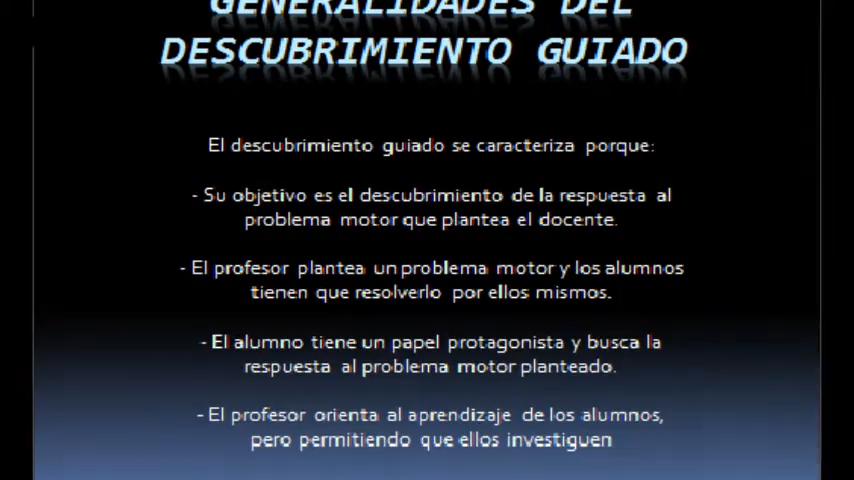 GENERALIDADES DEL
DESCUBRIMIENTO GUIADO
El descubrimiento guiado se caracteriza porque:
- Su objetivo es el descubrimiento de la respuesta al
problema motor que plantea el docente.
- El profesor plantea un problema motor y los alumnos
tienen que resolverlo por ellos mismos.
- El alumno tiene un papel protagonista y busca la
respuesta al problema motor planteado.
- El profesor orienta al aprendizaje de los alumnos,
pero permitiendo que ellos investiguen